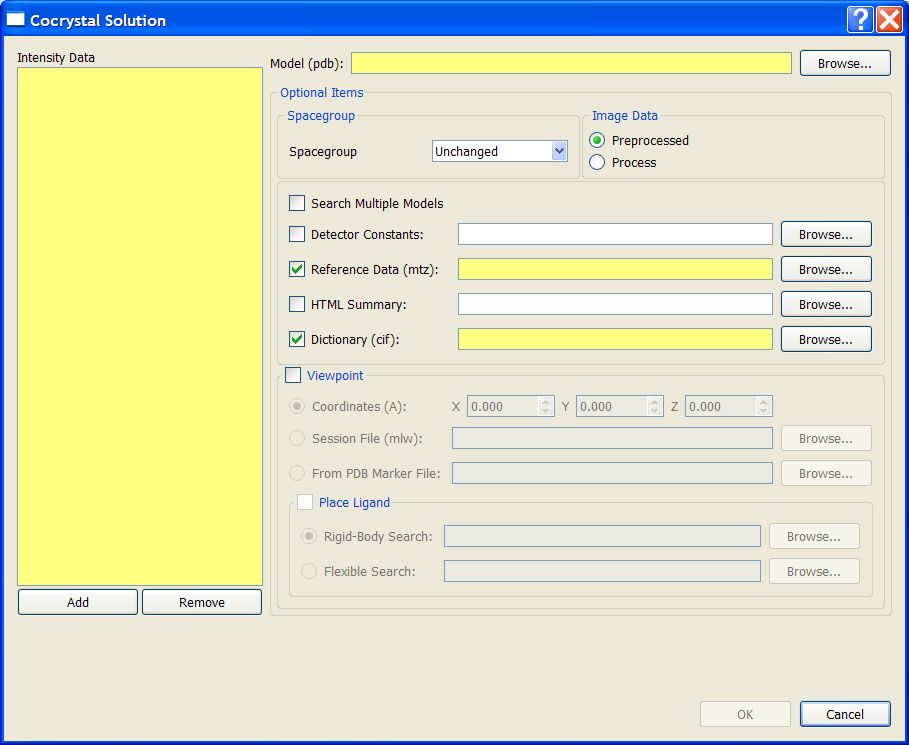 Cocrystal Solution
Intensity Data
Model (pdb): Browse...
Optional Items
Spacegroup
Spacegroup Unchanged
Image Data
Preprocessed
Process
Search Multiple Models
Detector Constants: Browse...
Reference Data (mtz): Browse...
HTML Summary: Browse...
Dictionary (cif): Browse...
Viewpoint
Coordinates (A): X 0.000 Y 0.000 Z 0.000
Session File (mlw): Browse...
From PDB Marker File: Browse...
Place Ligand
Rigid-Body Search: Browse...
Flexible Search: Browse...
Add Remove
OK Cancel